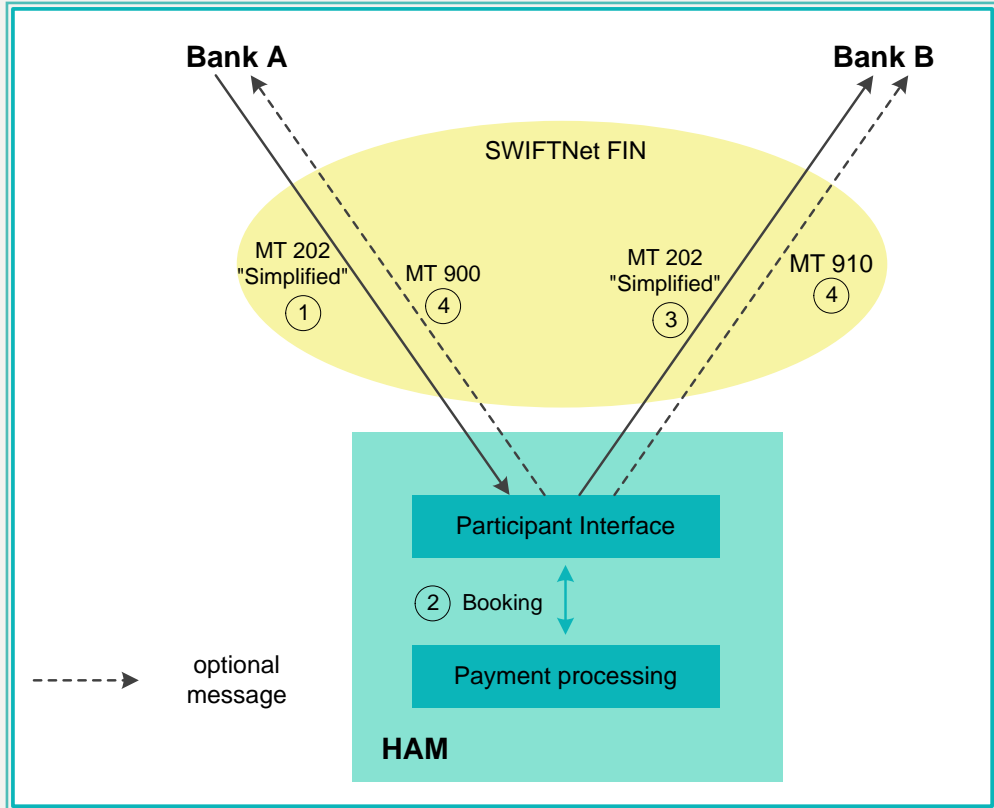 Bank A
Bank B
SWIFTNet FIN
MT 202
"Simplified"
1
MT 900
4
MT 202
"Simplified"
3
MT 910
4
Participant Interface
2 Booking
Payment processing
optional
message
HAM